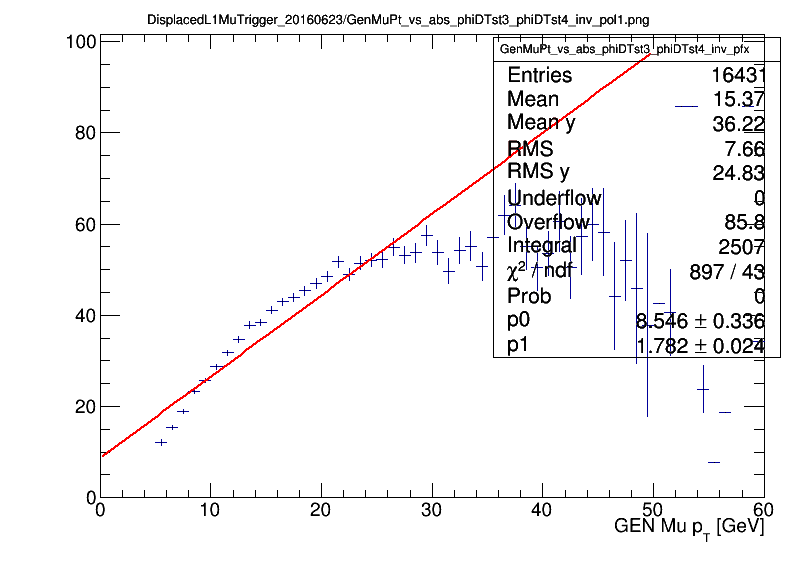 DisplacedL1MuTrigger_20160623/GenMuPt_vs_abs_phiDTst3_phiDTst4_inv_pol1.png
GenMuPt_vs_abs_phiDTst3_phiDTst4_inv_pfx
Entries 16431
Mean 15.37
Mean y 36.22
RMS 7.66
RMS y 24.83
Underflow 0
Overflow 85.8
Integral 2507
χ² / ndf 897 / 43
Prob 0
p0 8.546 ± 0.336
p1 1.782 ± 0.024
100
80
60
40
20
0
0 10 20 30 40 50 60
GEN Mu p_T [GeV]